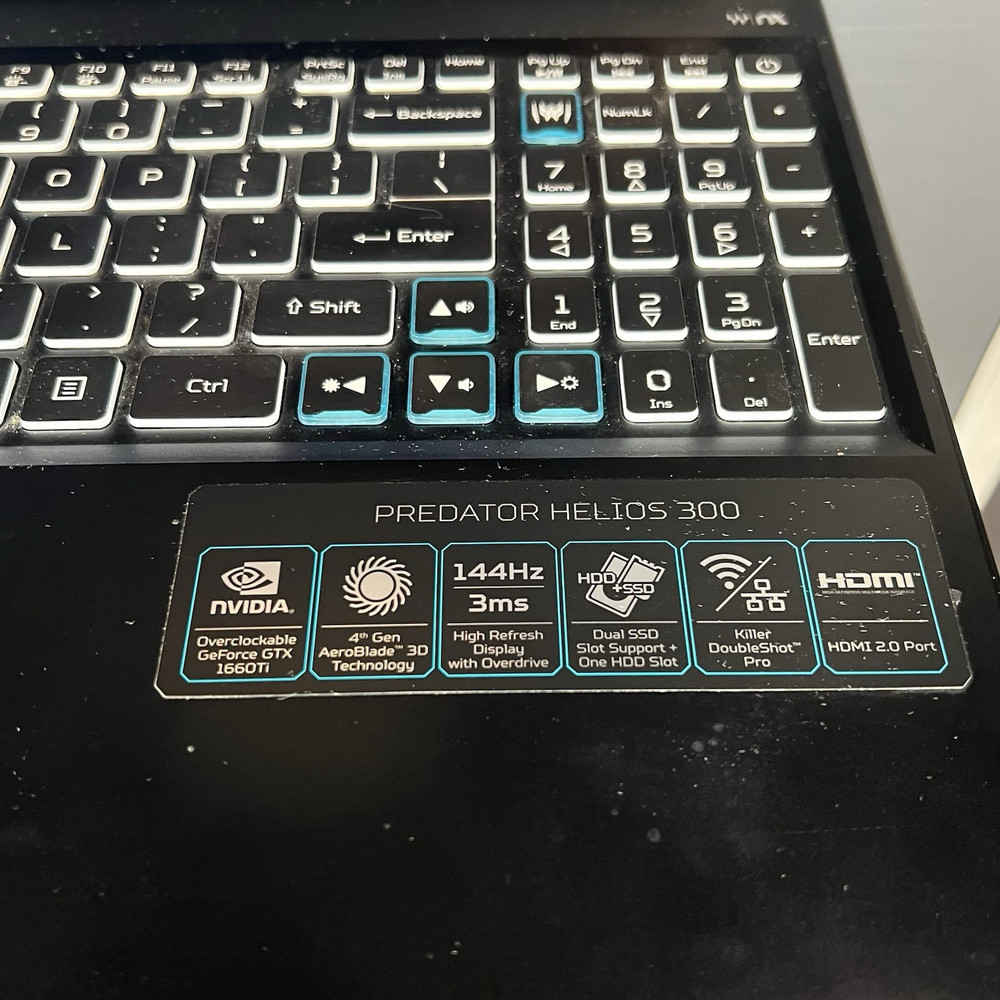 F9 F10 F11 F12 PrtSc Del Home PgUp PgDn End
Pause
( _ + Backspace NumLk / *
9 0 - =
O P { } | 7 8 9 -
[ ] \ Home PgUp
L : " Enter 4 5 6 +
; '
> ? Shift 1 2 3 Enter
. / End PgDn
Ctrl 0 .
Ins Del
PREDATOR HELIOS 300
NVIDIA.
Overclockable
GeForce GTX
1660Ti
4th Gen
AeroBlade™ 3D
Technology
144Hz
3ms
High Refresh
Display
with Overdrive
HDD
+SSD
Dual SSD
Slot Support +
One HDD Slot
Killer
DoubleShot™
Pro
HDMI™
HDMI 2.0 Port